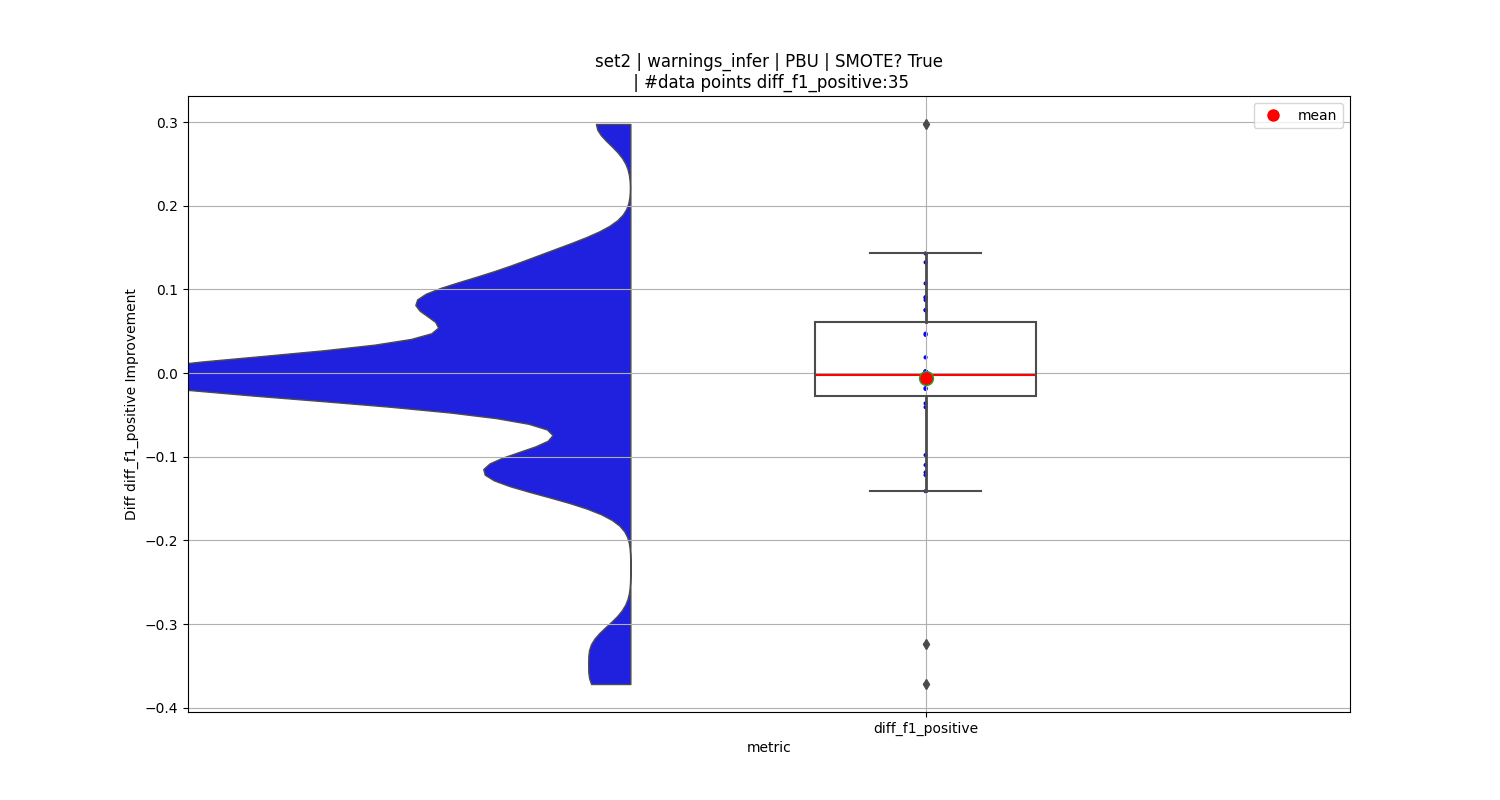 set2 | warnings_infer | PBU | SMOTE? True
| #data points diff_f1_positive:35
mean
0.3
0.2
0.1
0.0
−0.1
−0.2
−0.3
−0.4
Diff diff_f1_positive Improvement
diff_f1_positive
metric